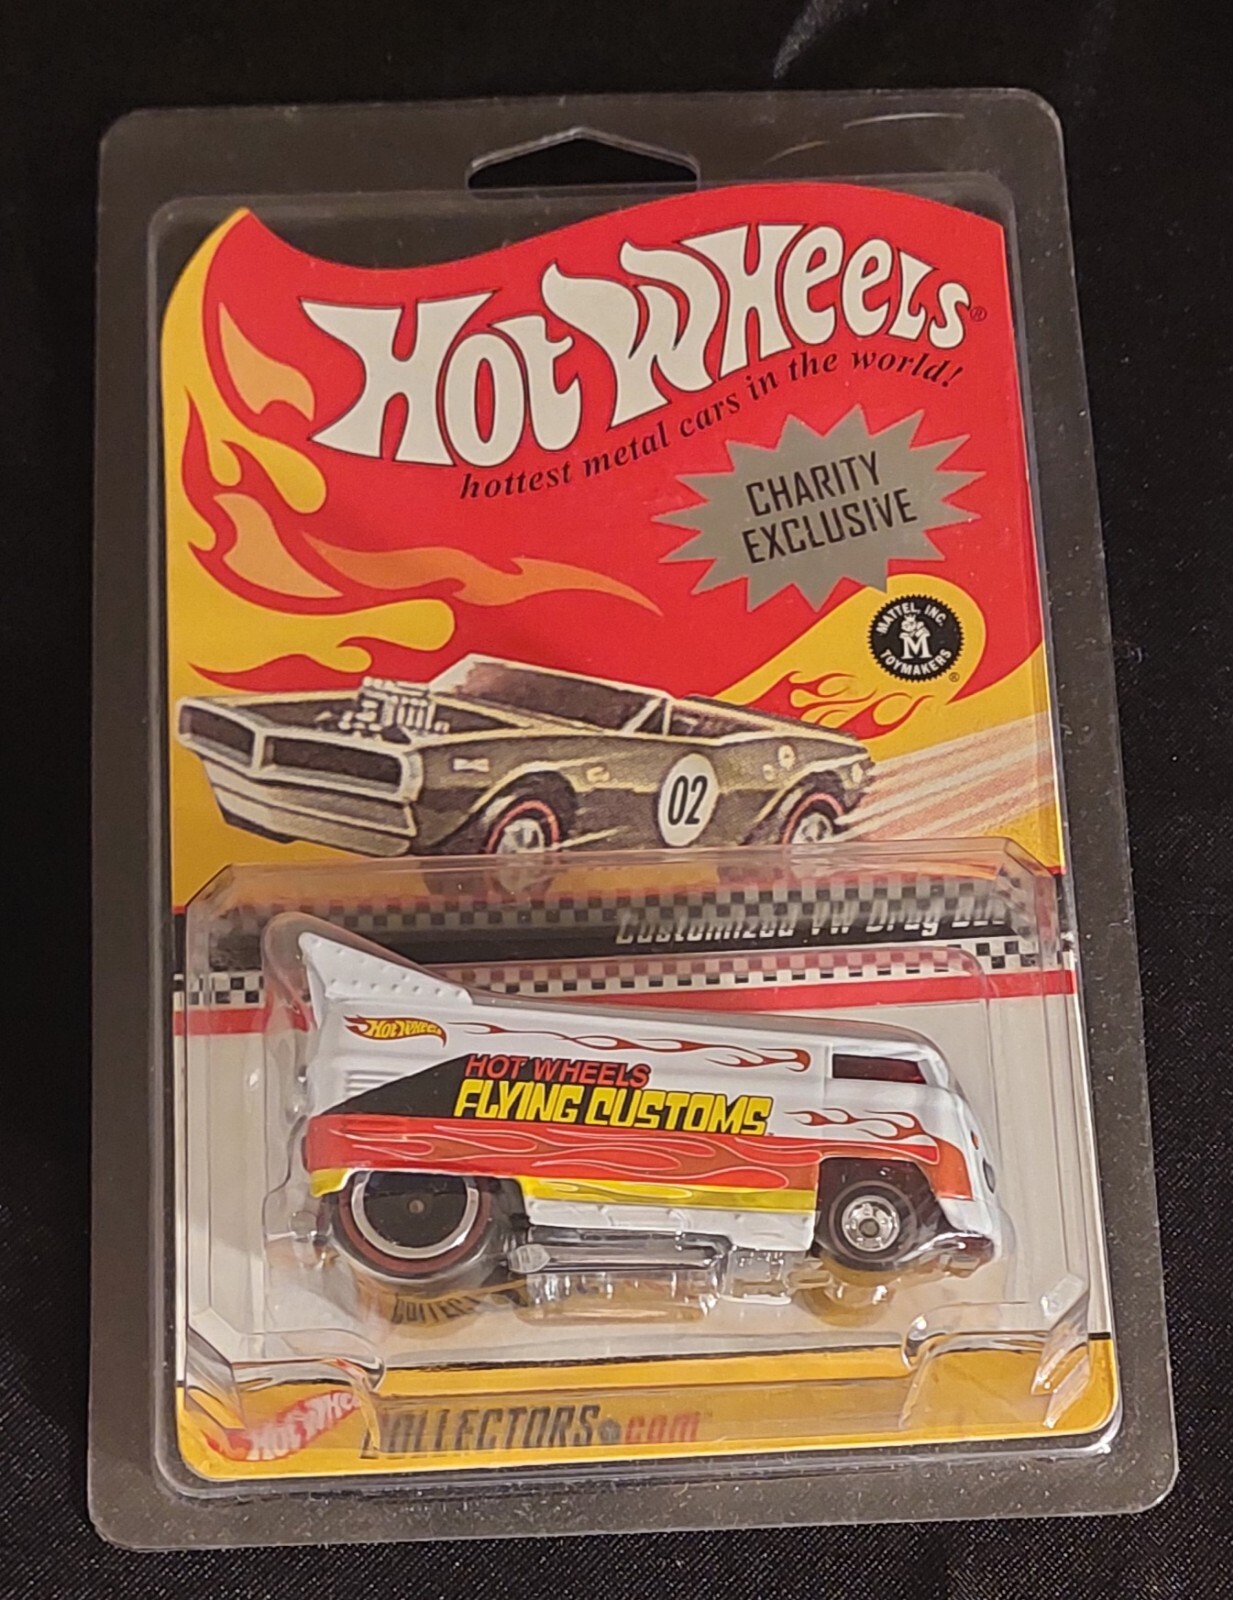 HOT WHEELS®
hottest metal cars in the world!
CHARITY
EXCLUSIVE
MATTEL, INC.
M
TOYMAKERS
®
02
Customized VW Drag Bus
HOT WHEELS
HOT WHEELS
FLYING CUSTOMS™
HOT WHEELS
COLLECTORS.com